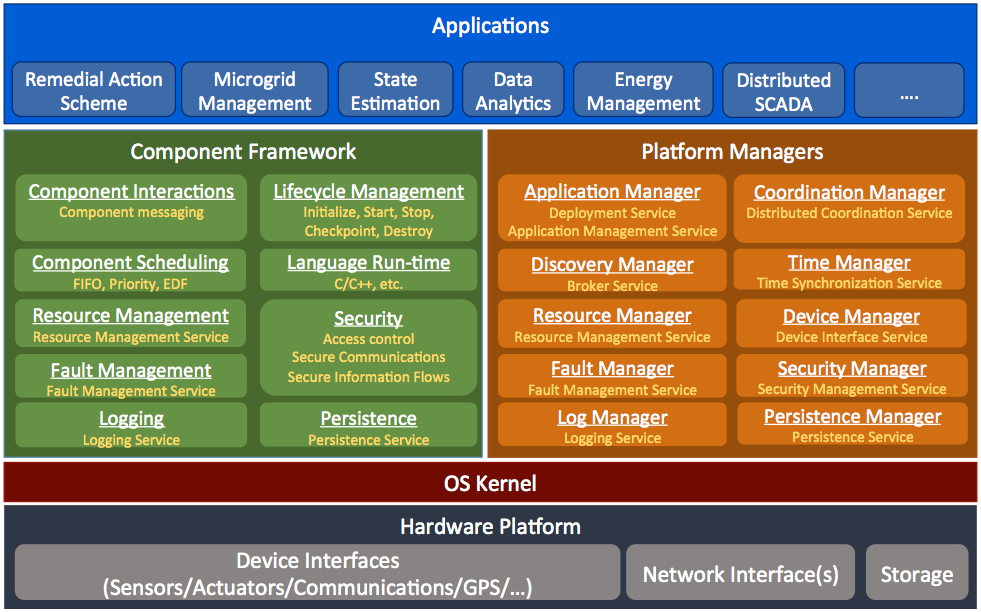 Applications
Remedial Action
Scheme
Microgrid
Management
State
Estimation
Data
Analytics
Energy
Management
Distributed
SCADA
....
Component Framework
Component Interactions
Component messaging
Lifecycle Management
Initialize, Start, Stop,
Checkpoint, Destroy
Component Scheduling
FIFO, Priority, EDF
Language Run-time
C/C++, etc.
Resource Management
Resource Management Service
Security
Access control
Secure Communications
Secure Information Flows
Fault Management
Fault Management Service
Logging
Logging Service
Persistence
Persistence Service
Platform Managers
Application Manager
Deployment Service
Application Management Service
Coordination Manager
Distributed Coordination Service
Discovery Manager
Broker Service
Time Manager
Time Synchronization Service
Resource Manager
Resource Management Service
Device Manager
Device Interface Service
Fault Manager
Fault Management Service
Security Manager
Security Management Service
Log Manager
Logging Service
Persistence Manager
Persistence Service
OS Kernel
Hardware Platform
Device Interfaces
(Sensors/Actuators/Communications/GPS/...)
Network Interface(s)
Storage